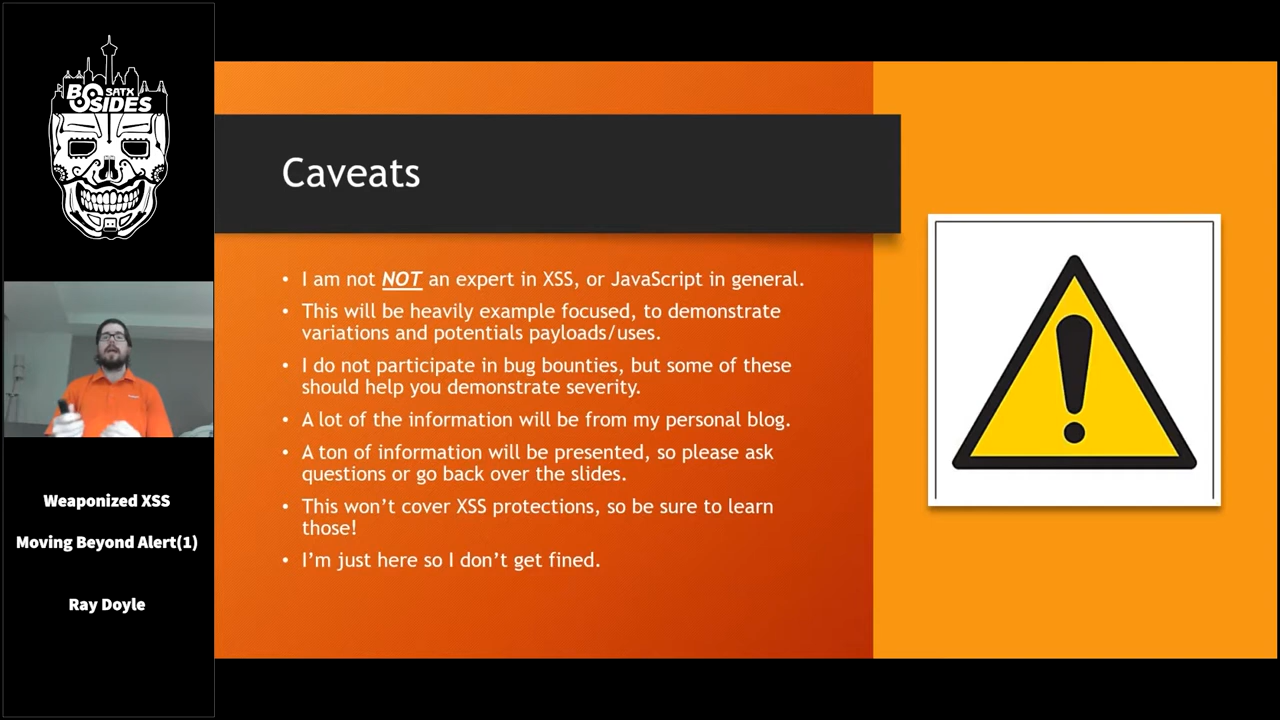 BSIDES
SATX
Weaponized XSS
Moving Beyond Alert(1)
Ray Doyle
Caveats
• I am not NOT an expert in XSS, or JavaScript in general.
• This will be heavily example focused, to demonstrate
variations and potentials payloads/uses.
• I do not participate in bug bounties, but some of these
should help you demonstrate severity.
• A lot of the information will be from my personal blog.
• A ton of information will be presented, so please ask
questions or go back over the slides.
• This won’t cover XSS protections, so be sure to learn
those!
• I’m just here so I don’t get fined.